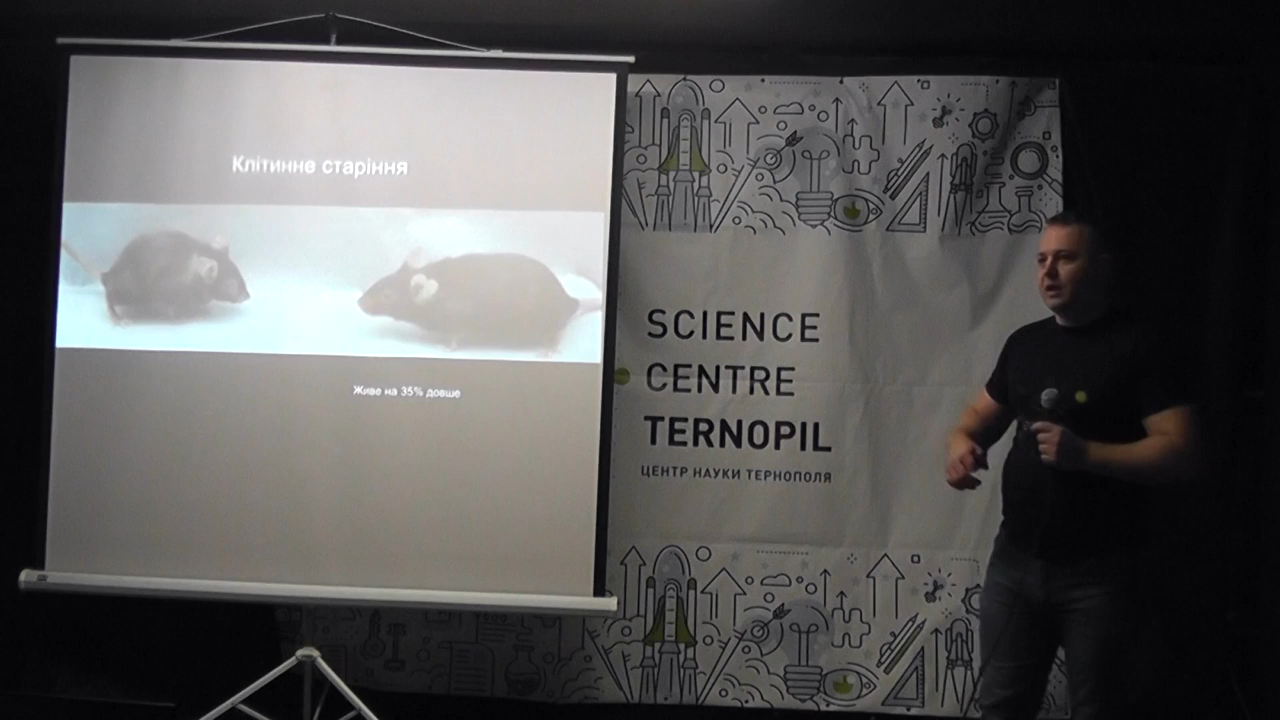 Клітинне старіння
Живе на 35% довше
SCIENCE
CENTRE
TERNOPIL
ЦЕНТР НАУКИ ТЕРНОПОЛЯ